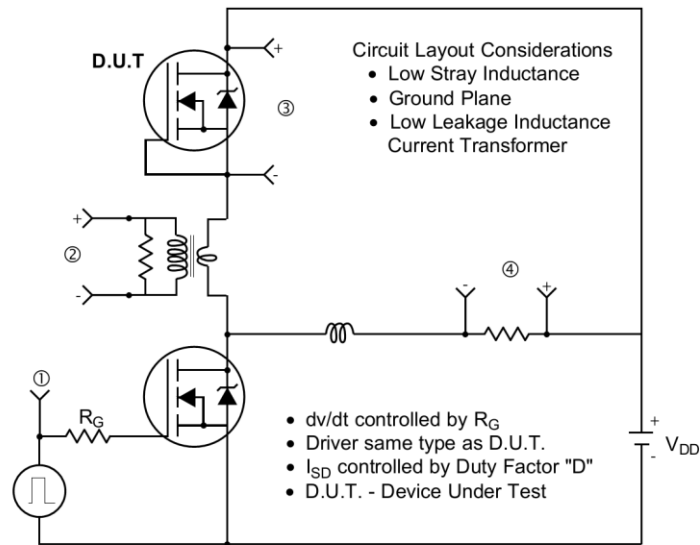 D.U.T
+
③
-
Circuit Layout Considerations
• Low Stray Inductance
• Ground Plane
• Low Leakage Inductance
Current Transformer
+
②
-
④
- +
①
RG
• dv/dt controlled by RG
• Driver same type as D.U.T.
• ISD controlled by Duty Factor "D"
• D.U.T. - Device Under Test
+
VDD
-